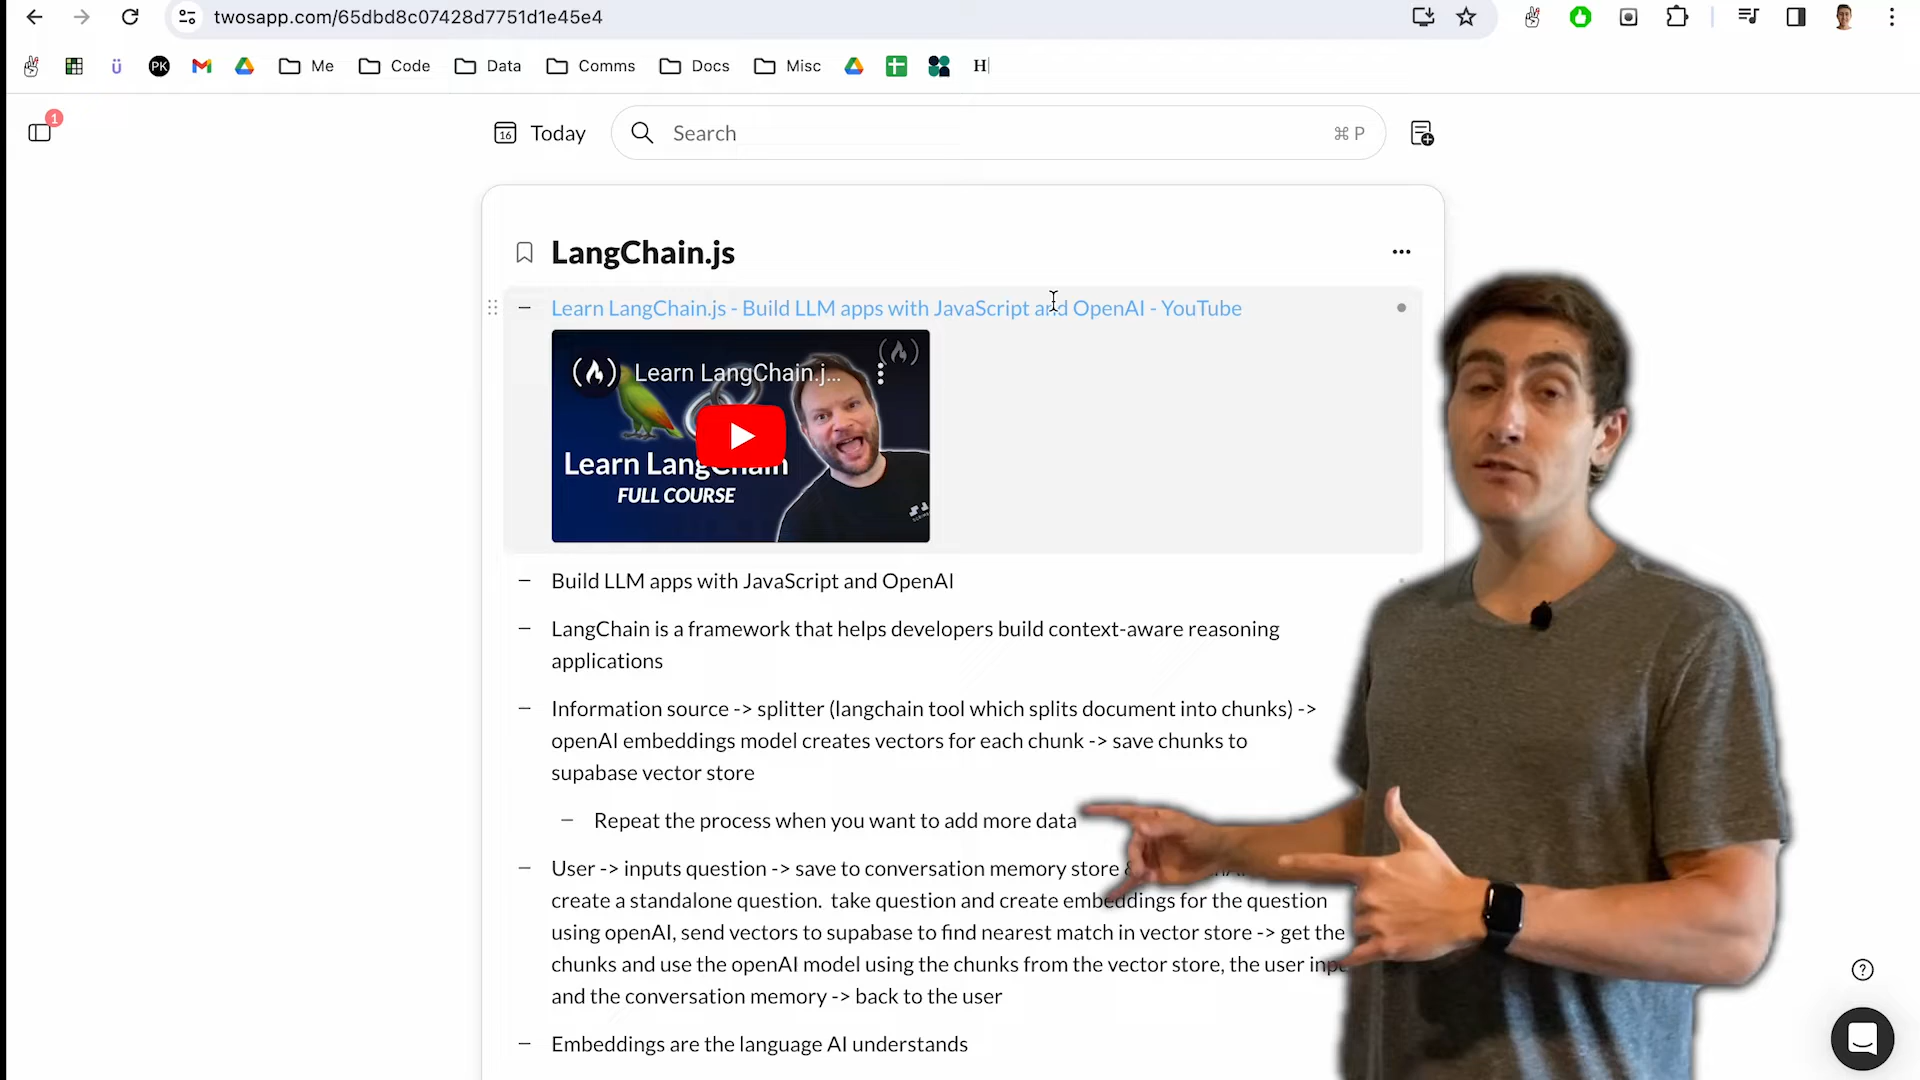 twosapp.com/65dbd8c07428d7751d1e45e4
ü PK Me Code Data Comms Docs Misc H
1
16 Today Search ⌘ P
LangChain.js
Learn LangChain.js - Build LLM apps with JavaScript and OpenAI - YouTube
Learn LangChain.j...
Learn LangChain
FULL COURSE
– Build LLM apps with JavaScript and OpenAI
– LangChain is a framework that helps developers build context-aware reasoning
applications
– Information source -> splitter (langchain tool which splits document into chunks) ->
openAI embeddings model creates vectors for each chunk -> save chunks to
supabase vector store
– Repeat the process when you want to add more data
– User -> inputs question -> save to conversation memory store
create a standalone question. take question and create embeddings for the question
using openAI, send vectors to supabase to find nearest match in vector store -> get the
chunks and use the openAI model using the chunks from the vector store, the user
and the conversation memory -> back to the user
– Embeddings are the language AI understands